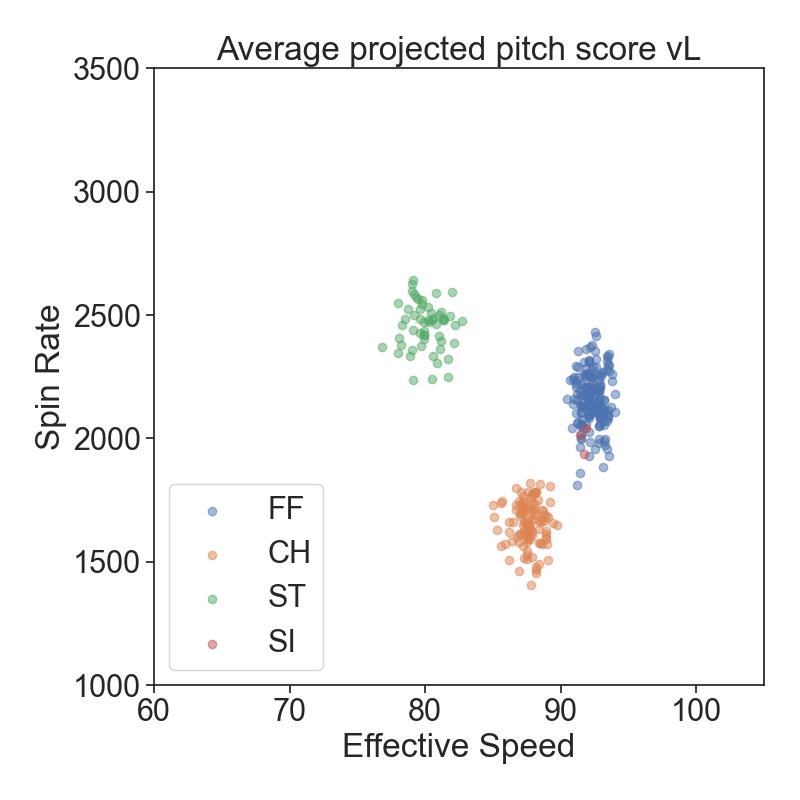 Average projected pitch score vL
3500
3000
2500
2000
1500
1000
Spin Rate
FF
CH
ST
SI
60 70 80 90 100
Effective Speed